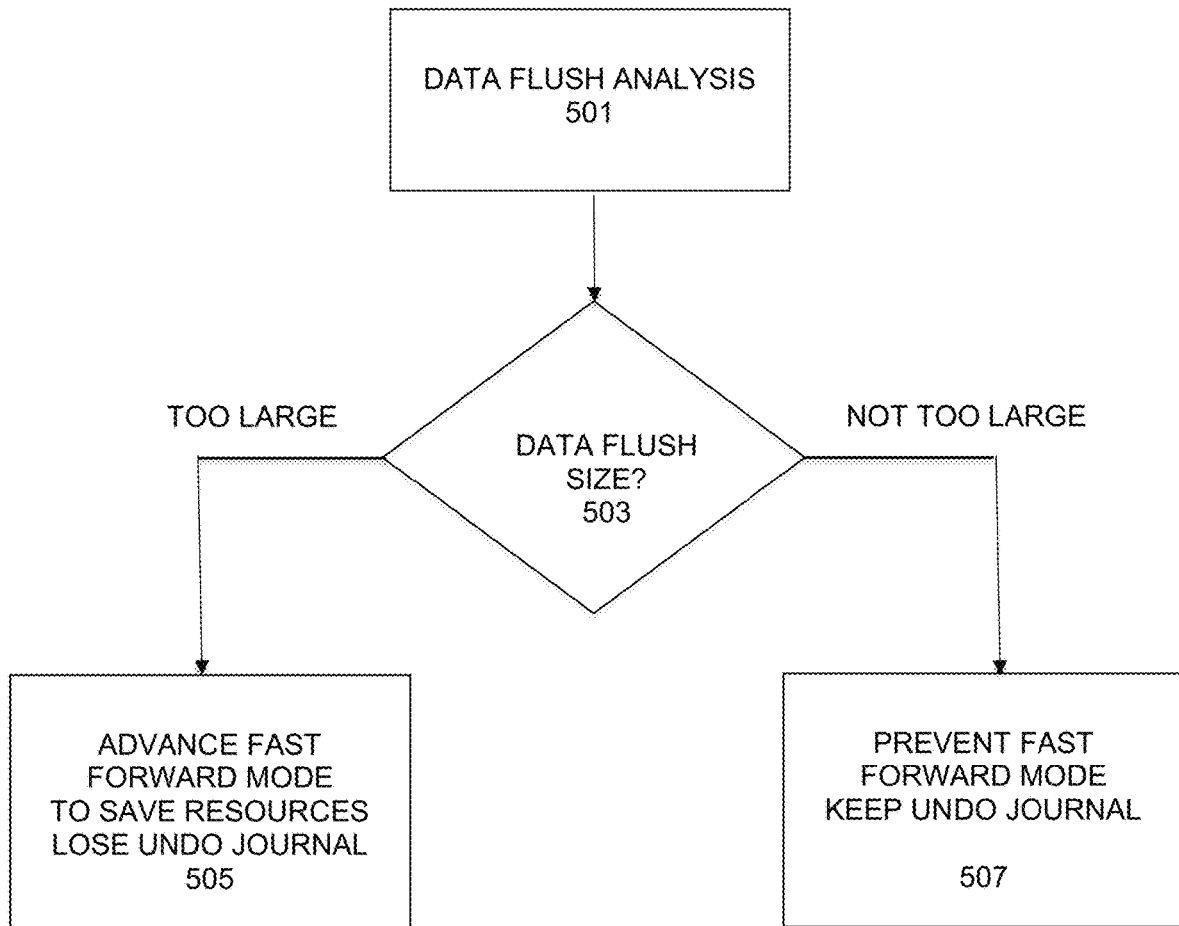 DATA FLUSH ANALYSIS
501
TOO LARGE
NOT TOO LARGE
DATA FLUSH
SIZE?
503
ADVANCE FAST
FORWARD MODE
TO SAVE RESOURCES
LOSE UNDO JOURNAL
505
PREVENT FAST
FORWARD MODE
KEEP UNDO JOURNAL
507